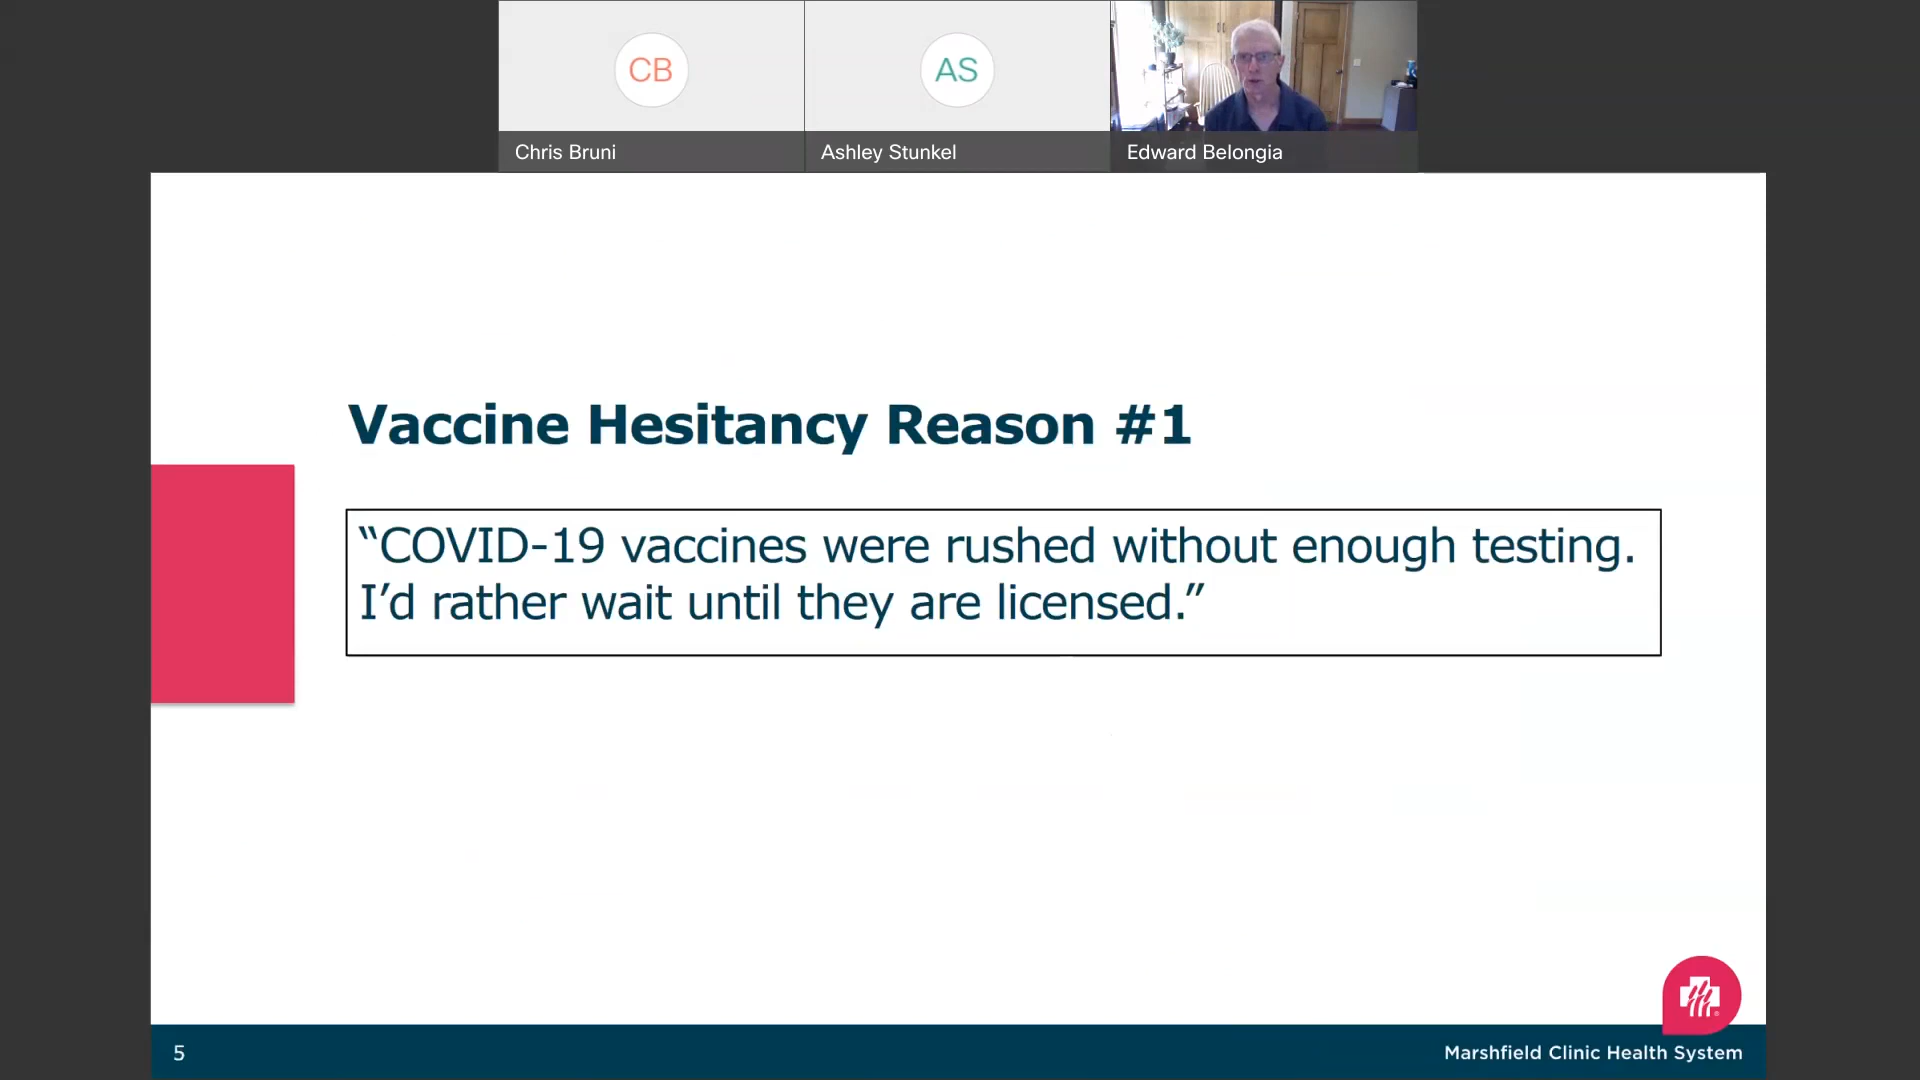 CB
AS
Chris Bruni
Ashley Stunkel
Edward Belongia
Vaccine Hesitancy Reason #1
“COVID-19 vaccines were rushed without enough testing.
I’d rather wait until they are licensed.”
5
Marshfield Clinic Health System